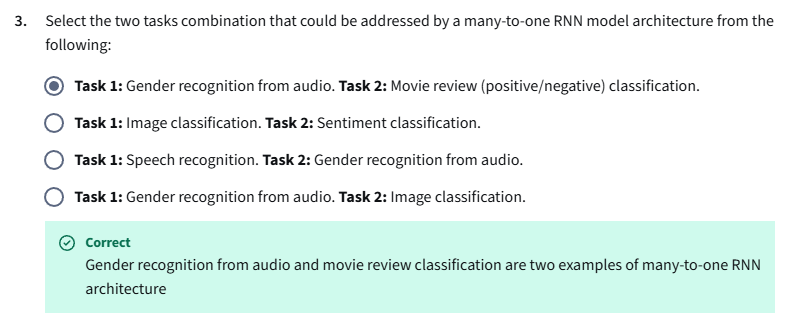 3. Select the two tasks combination that could be addressed by a many-to-one RNN model architecture from the
following:
Task 1: Gender recognition from audio. Task 2: Movie review (positive/negative) classification.
Task 1: Image classification. Task 2: Sentiment classification.
Task 1: Speech recognition. Task 2: Gender recognition from audio.
Task 1: Gender recognition from audio. Task 2: Image classification.
Correct
Gender recognition from audio and movie review classification are two examples of many-to-one RNN
architecture